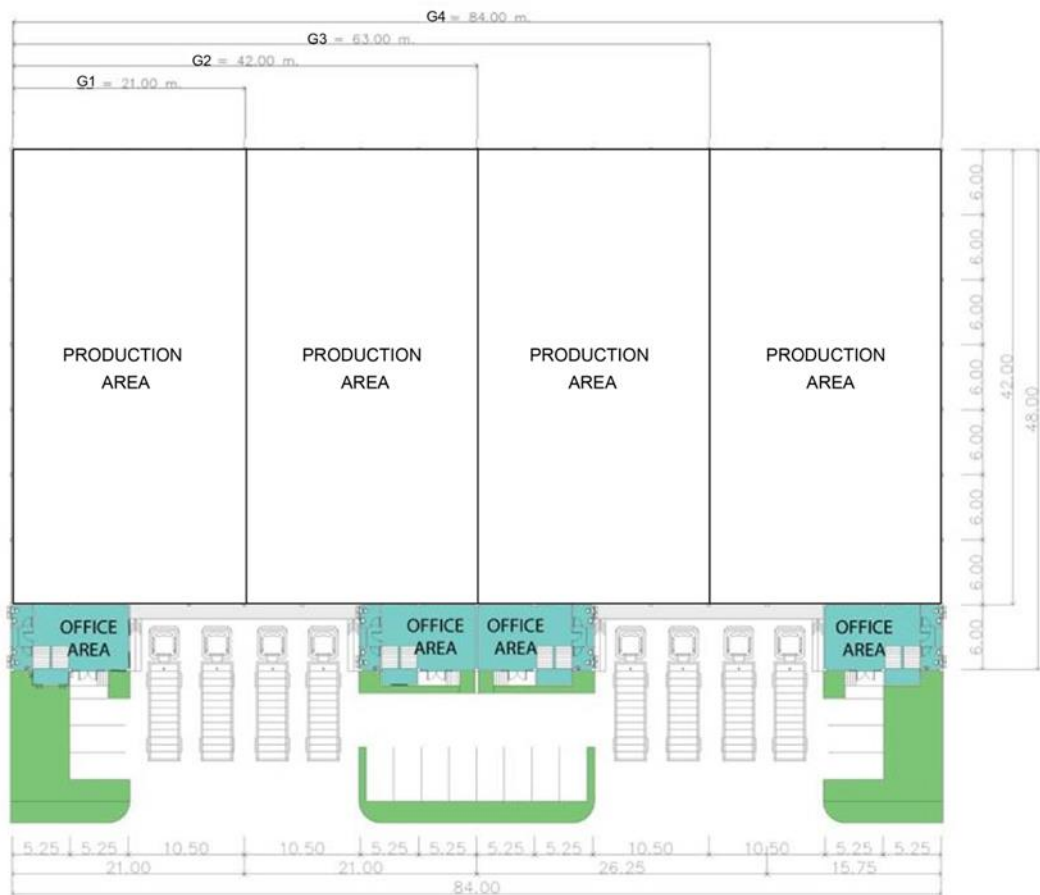 G4 = 84.00 m.
G3 = 63.00 m.
G2 = 42.00 m.
G1 = 21.00 m.
6.00
6.00
6.00
6.00
6.00
6.00
6.00
6.00
42.00
48.00
PRODUCTION
AREA
PRODUCTION
AREA
PRODUCTION
AREA
PRODUCTION
AREA
OFFICE
AREA
OFFICE
AREA
OFFICE
AREA
OFFICE
AREA
5.25 5.25 10.50 10.50 5.25 5.25 5.25 5.25 10.50 10.50 5.25 5.25
21.00 21.00 26.25 15.75
84.00